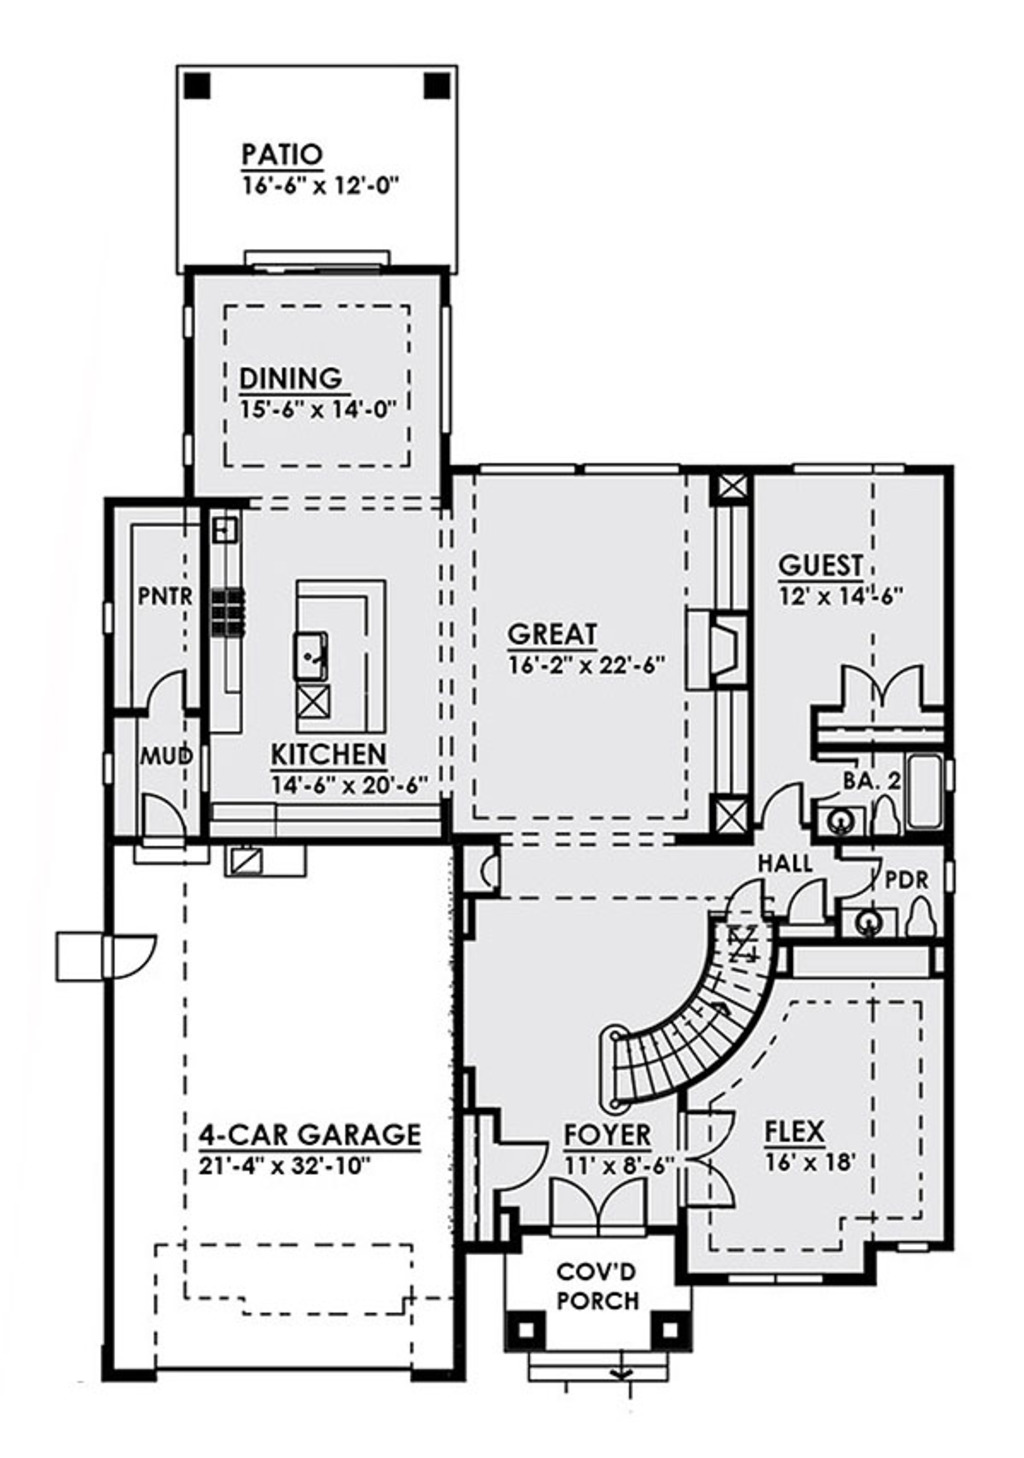 PATIO
16'-6" x 12'-0"
DINING
15'-6" x 14'-0"
PNTR
GUEST
12' x 14'-6"
GREAT
16'-2" x 22'-6"
MUD
KITCHEN
14'-6" x 20'-6"
BA. 2
HALL
PDR
4-CAR GARAGE
21'-4" x 32'-10"
FOYER
11' x 8'-6"
FLEX
16' x 18'
COV'D
PORCH